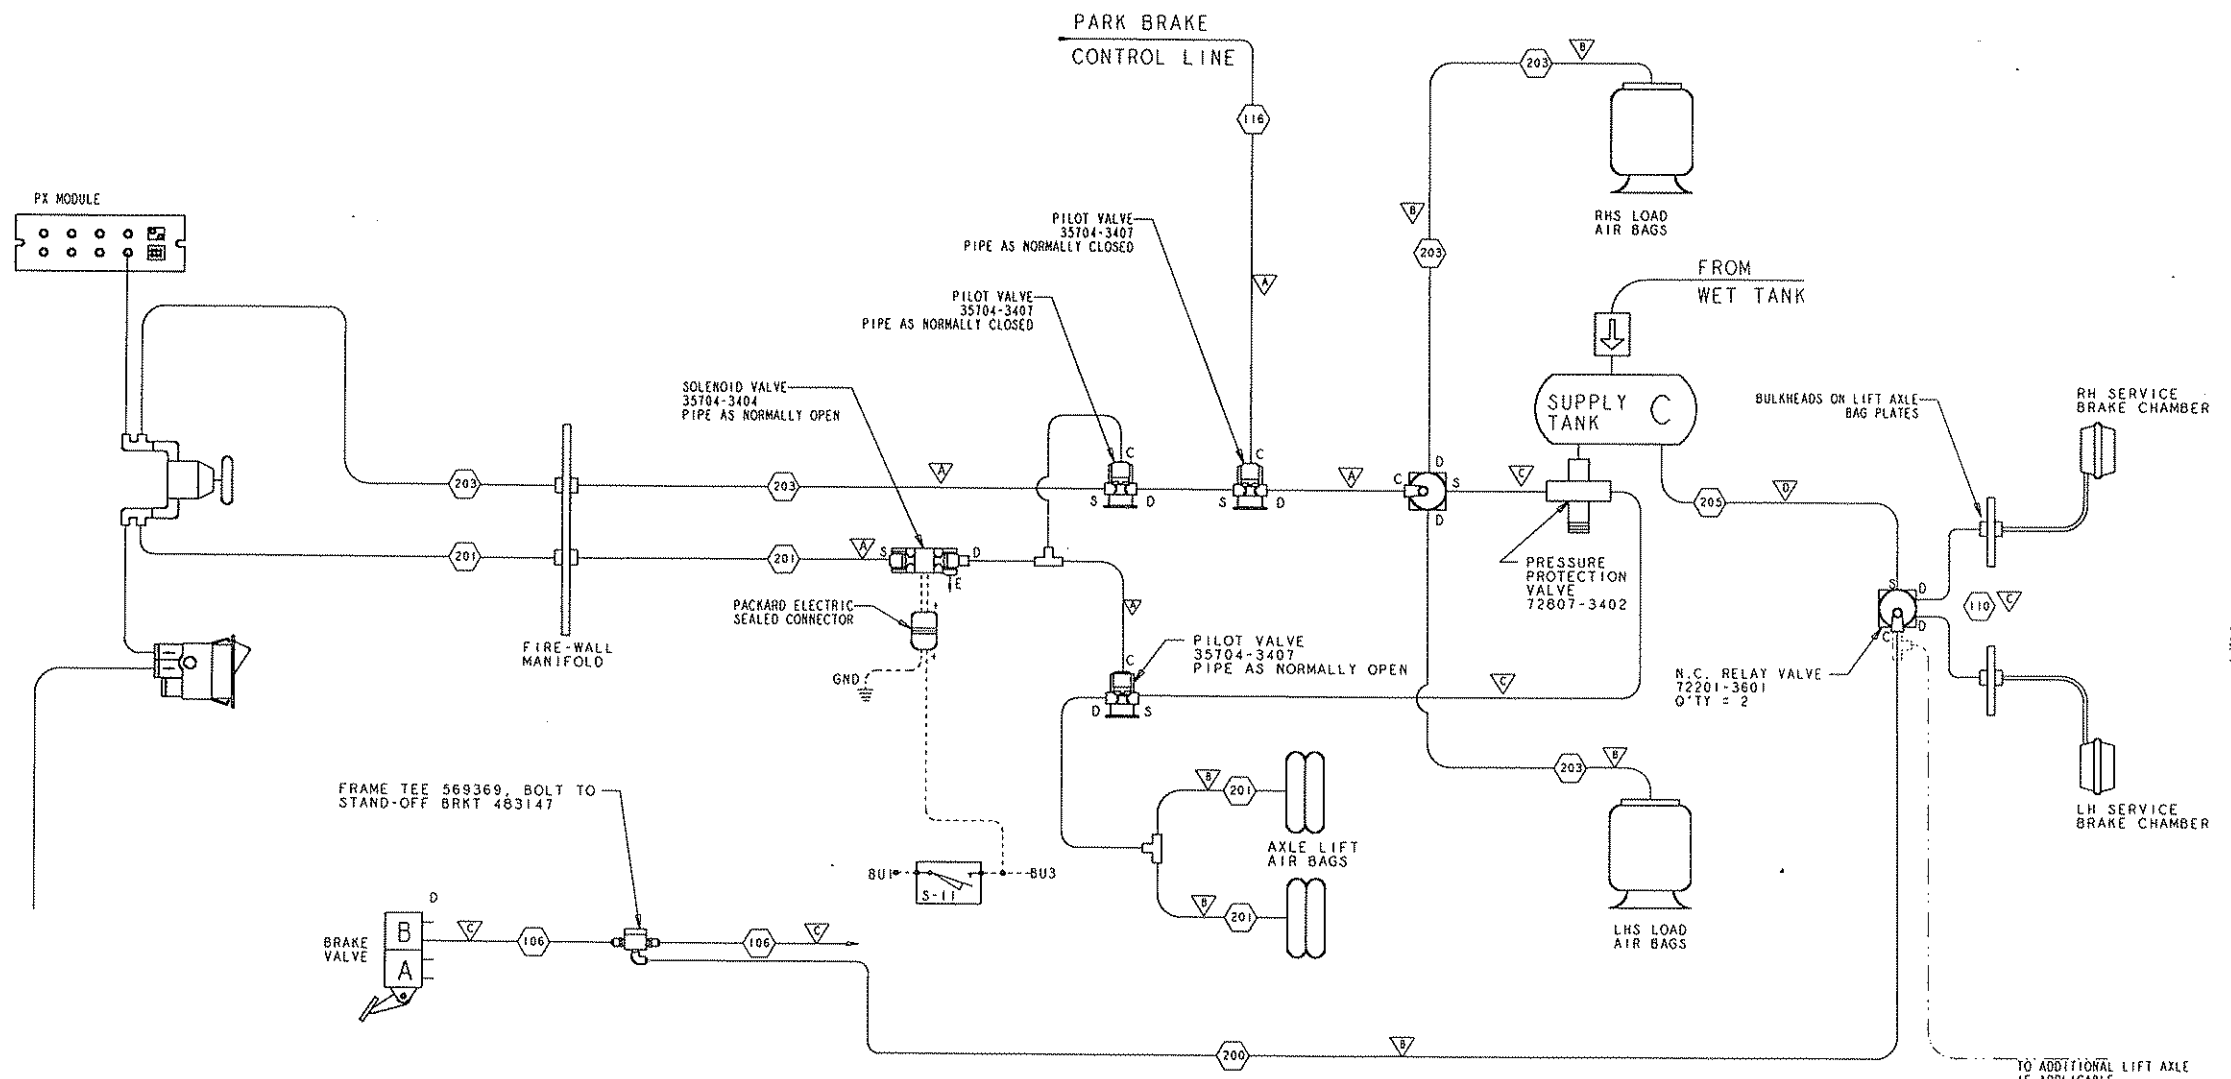 PARK BRAKE
CONTROL LINE
B
203
116
PX MODULE
PILOT VALVE
35704-3407
PIPE AS NORMALLY CLOSED
B
RHS LOAD
AIR BAGS
203
A
FROM
WET TANK
PILOT VALVE
35704-3407
PIPE AS NORMALLY CLOSED
SOLENOID VALVE
35704-3404
PIPE AS NORMALLY OPEN
SUPPLY
TANK
C
BULKHEADS ON LIFT AXLE
BAG PLATES
RH SERVICE
BRAKE CHAMBER
C
C
D
203
203
A
S
D
S
D
A
C
S
C
D
205
D
201
201
A
S
D
E
PRESSURE
PROTECTION
VALVE
72807-3402
S
D
110
C
D
C
PACKARD ELECTRIC
SEALED CONNECTOR
A
FIRE-WALL
MANIFOLD
GND
C
D
S
PILOT VALVE
35704-3407
PIPE AS NORMALLY OPEN
C
N.C. RELAY VALVE
72201-3601
Q'TY = 2
FRAME TEE 569369, BOLT TO
STAND-OFF BRKT 483147
B
201
203
B
LH SERVICE
BRAKE CHAMBER
AXLE LIFT
AIR BAGS
BU1
S-11
BU3
B
201
LHS LOAD
AIR BAGS
D
BRAKE
VALVE
B
A
C
106
106
C
200
B
TO ADDITIONAL LIFT AXLE
IF APPLICABLE